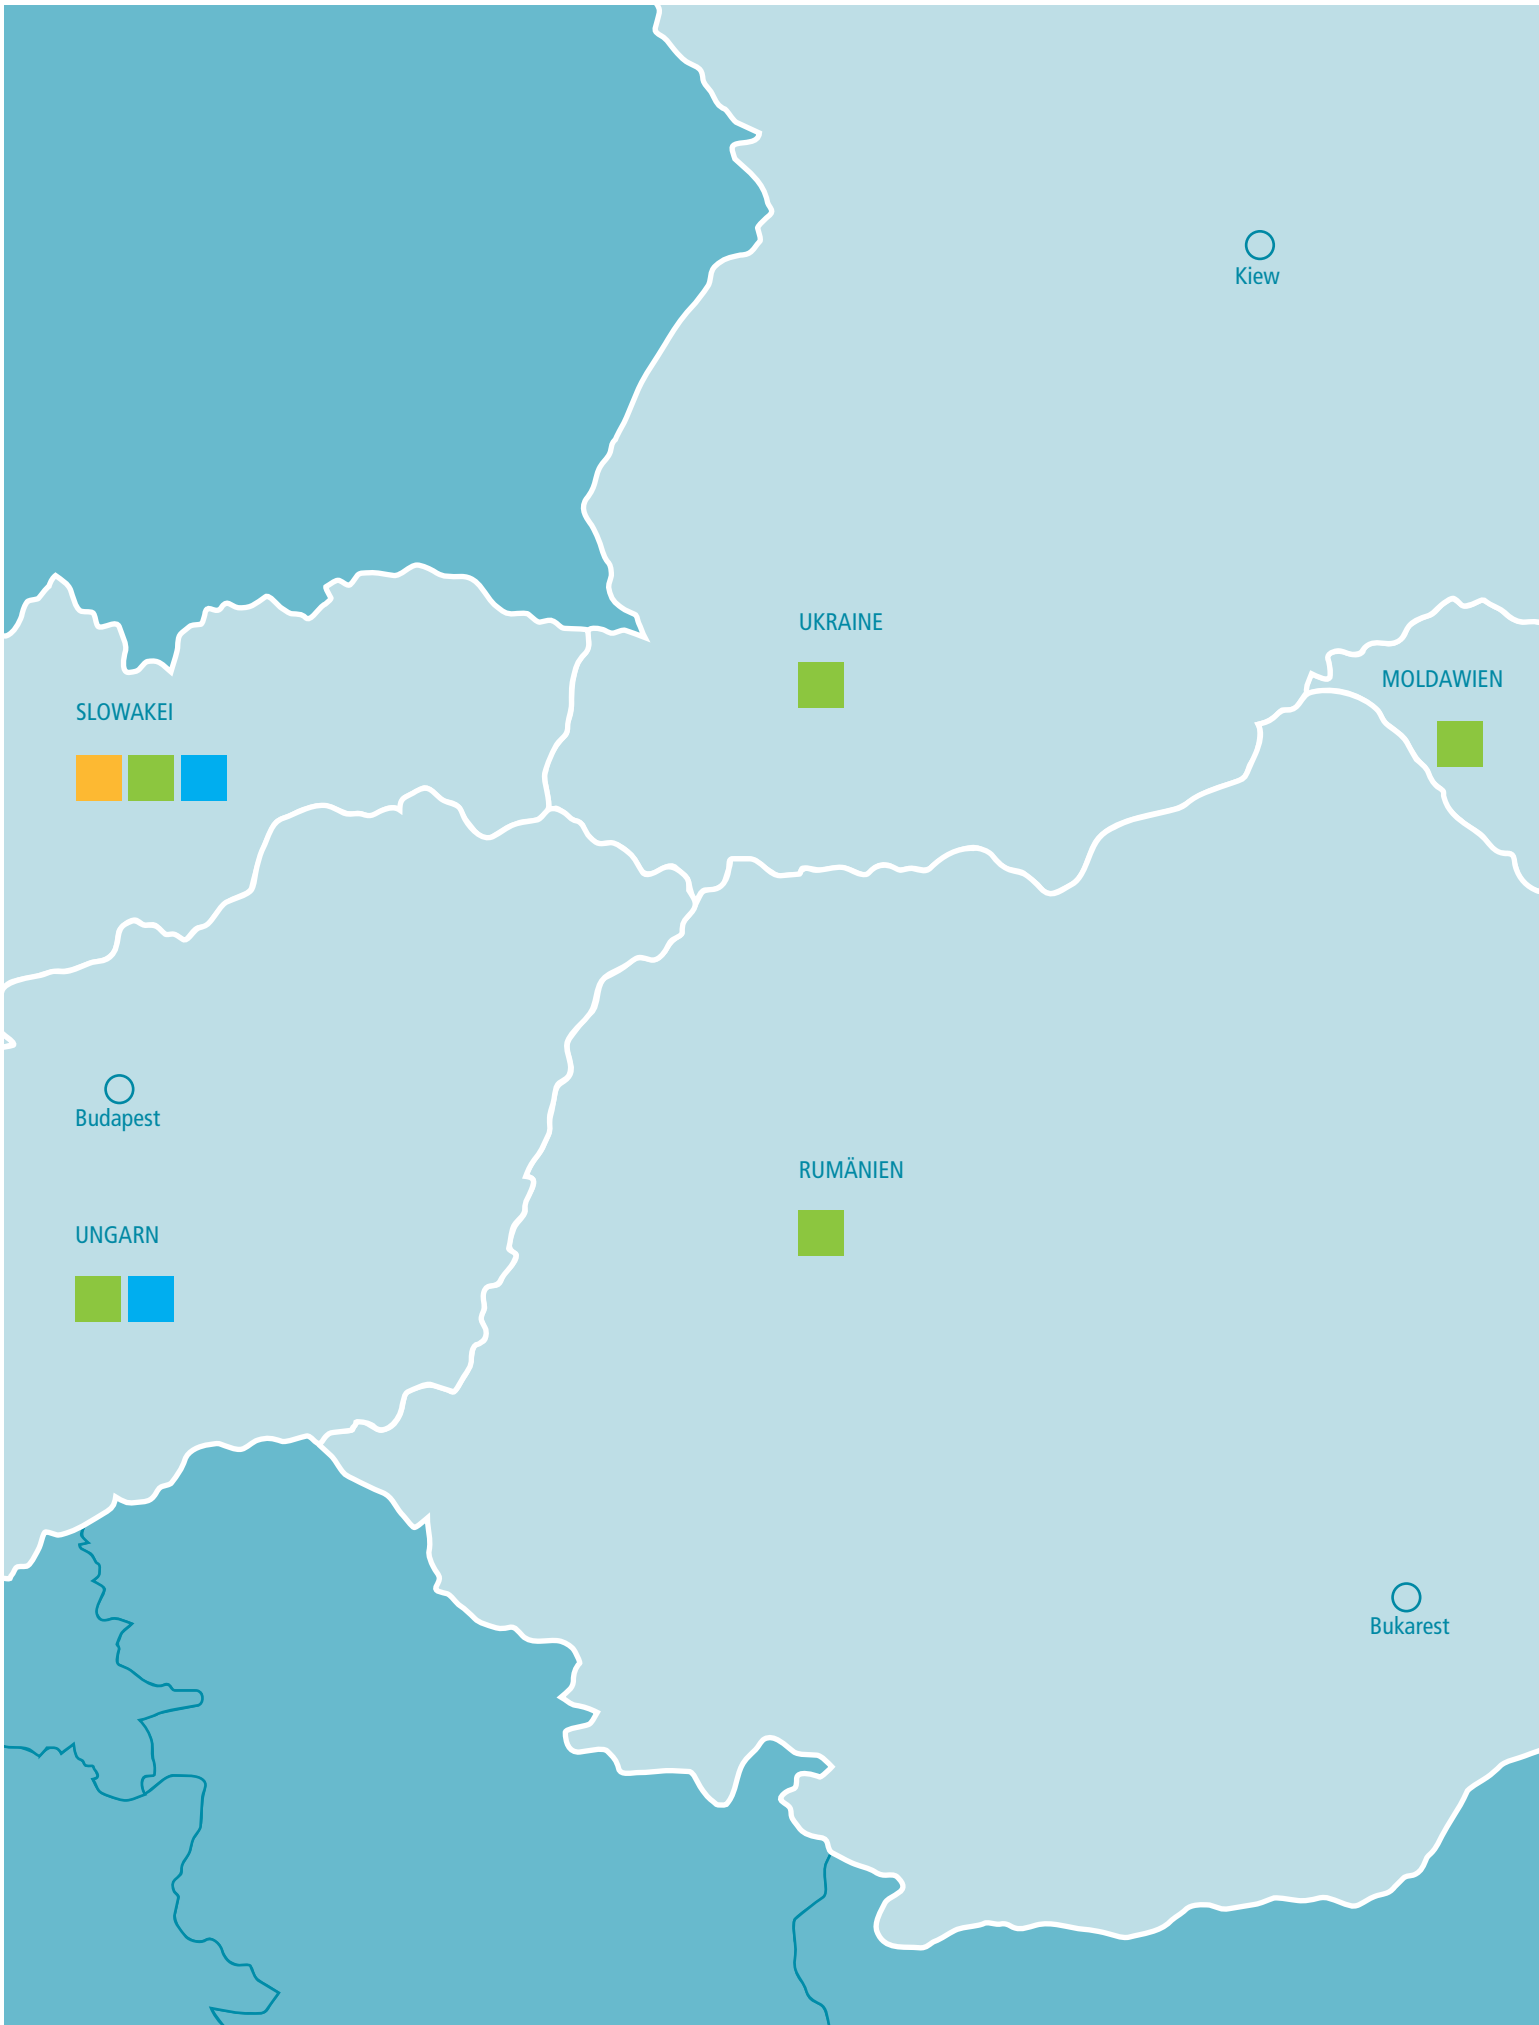 Kiew
UKRAINE
MOLDAWIEN
SLOWAKEI
Budapest
RUMÄNIEN
UNGARN
Bukarest